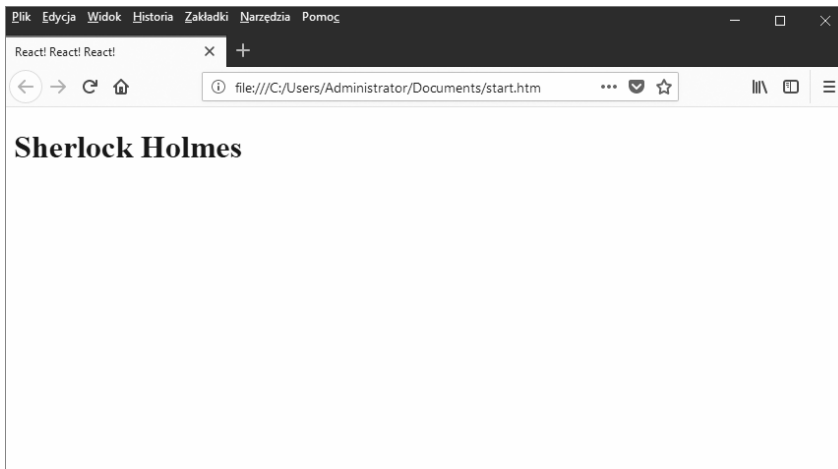 Plik Edycja Widok Historia Zakładki Narzędzia Pomoc
React! React! React!
file:///C:/Users/Administrator/Documents/start.htm
Sherlock Holmes